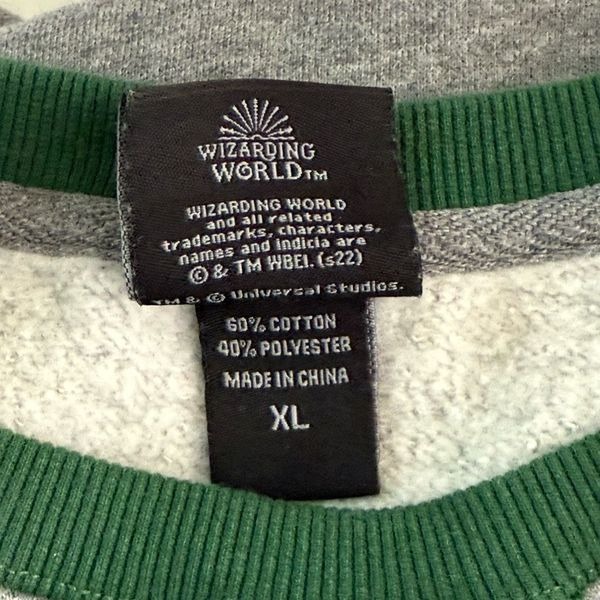 WIZARDING
WORLD™
WIZARDING WORLD
and all related
trademarks, characters,
names and indicia are
© & TM WBEI. (s22)
TM & © Universal Studios.
60% COTTON
40% POLYESTER
MADE IN CHINA
XL